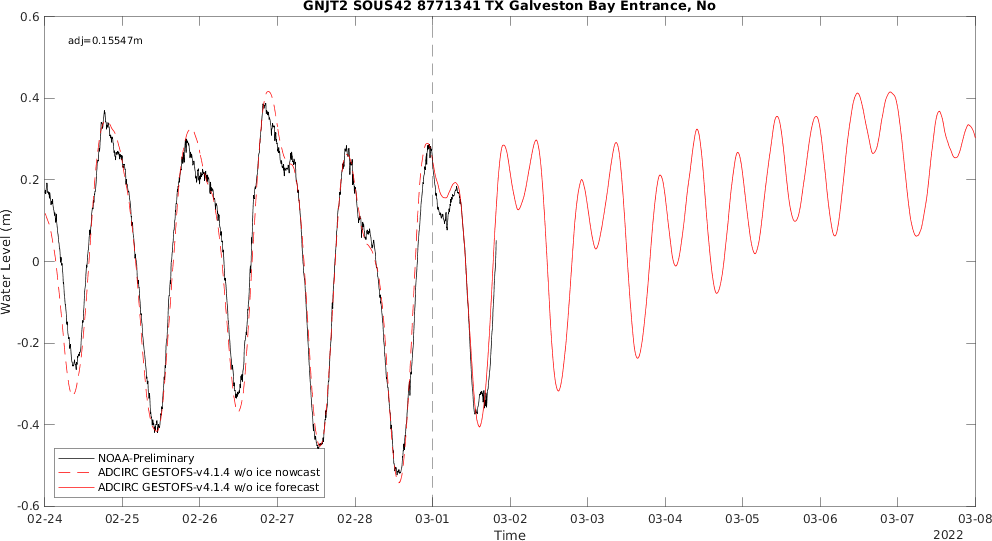 GNJT2 SOUS42 8771341 TX Galveston Bay Entrance, No
adj=0.15547m
0.6
0.4
0.2
0
-0.2
-0.4
-0.6
Water Level (m)
NOAA-Preliminary
ADCIRC GESTOFS-v4.1.4 w/o ice nowcast
ADCIRC GESTOFS-v4.1.4 w/o ice forecast
02-24 02-25 02-26 02-27 02-28 03-01 03-02 03-03 03-04 03-05 03-06 03-07 03-08
Time
2022